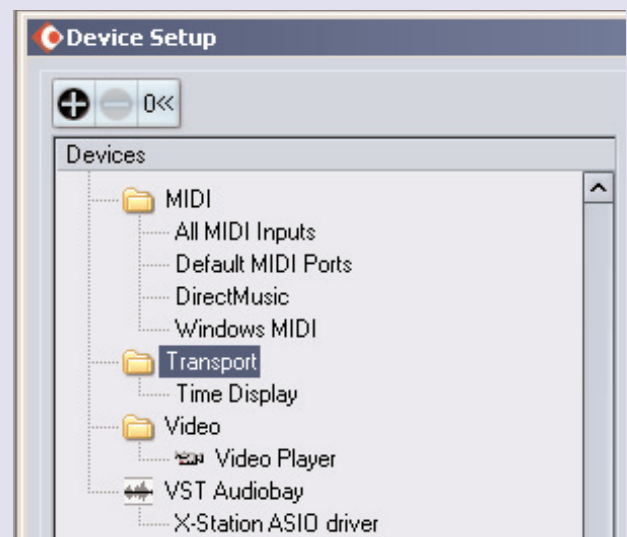 Device Setup
0<<
Devices
MIDI
All MIDI Inputs
Default MIDI Ports
DirectMusic
Windows MIDI
Transport
Time Display
Video
Video Player
VST Audiobay
X-Station ASIO driver